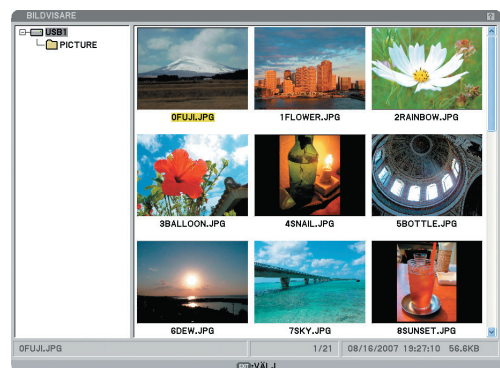 BILDVISARE
USB1
PICTURE
0FUJI.JPG 1FLOWER.JPG 2RAINBOW.JPG
3BALLOON.JPG 4SNAIL.JPG 5BOTTLE.JPG
6DEW.JPG 7SKY.JPG 8SUNSET.JPG
0FUJI.JPG 1/21 08/16/2007 19:27:10 56.6KB
EXIT:VÄLJ